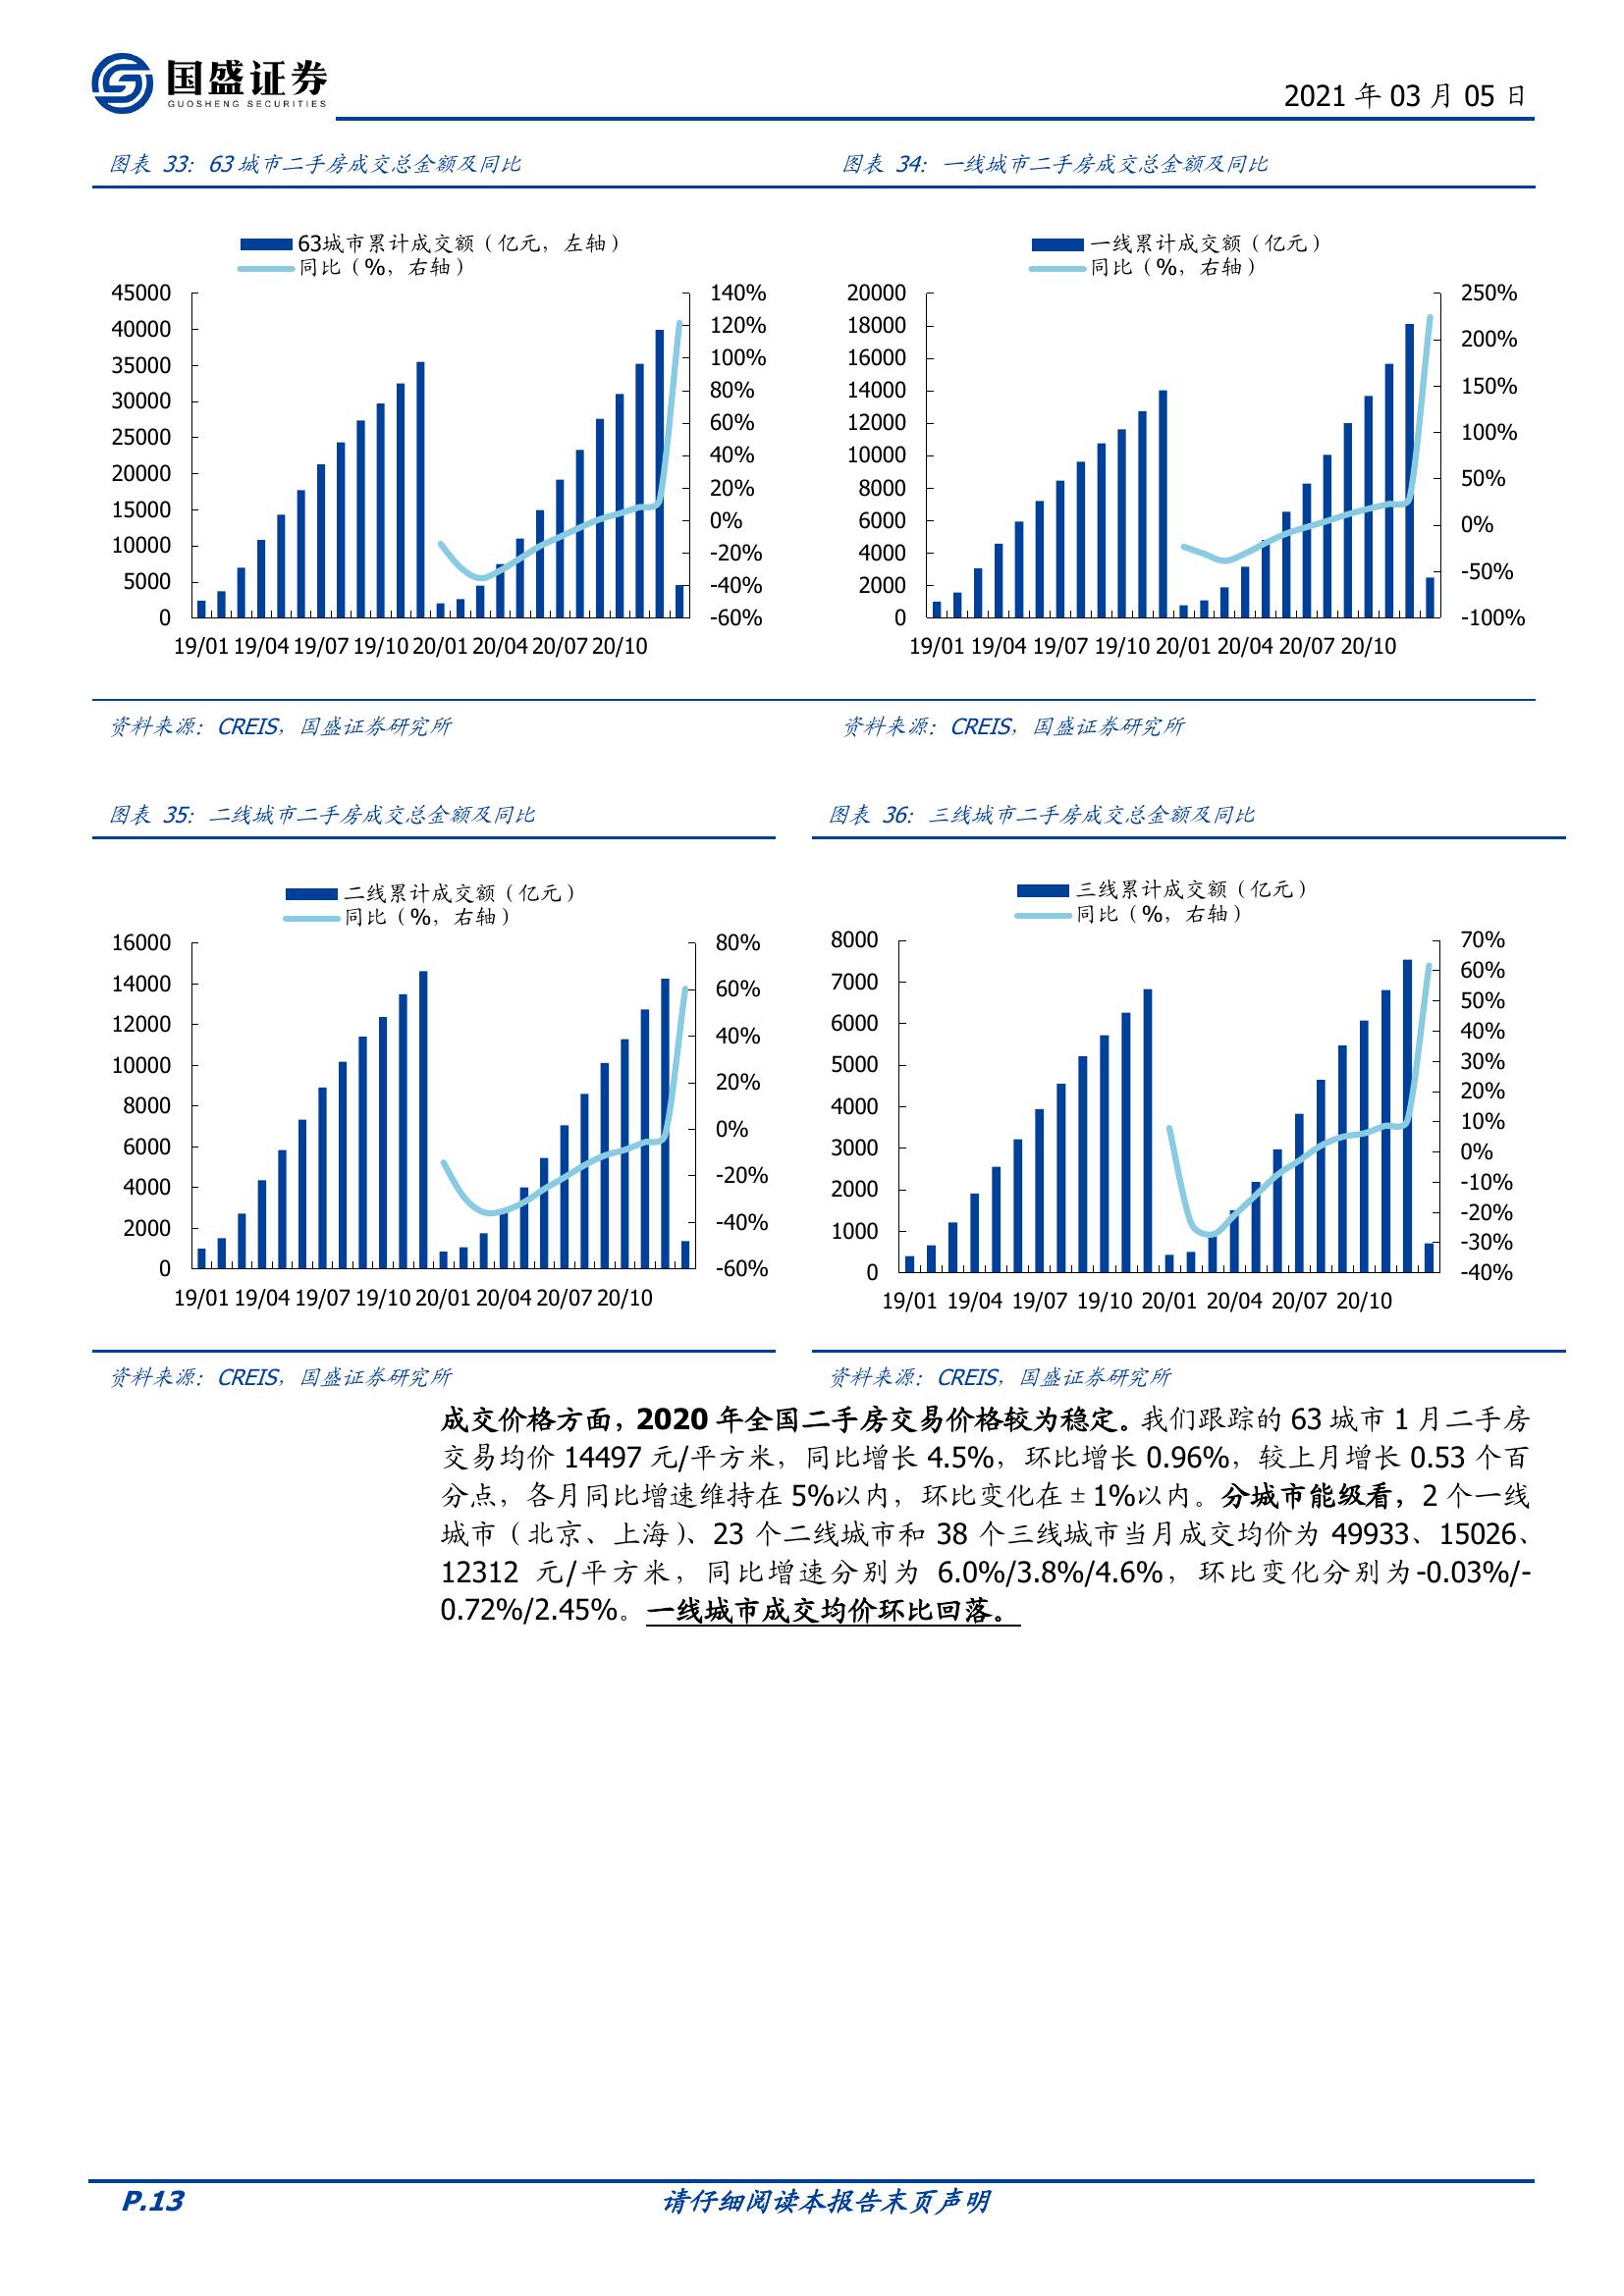 国盛证券
GUOSHENG SECURITIES
2021 年 03 月 05 日
图表 33：63 城市二手房成交总金额及同比
图表 34：一线城市二手房成交总金额及同比
63城市累计成交额（亿元，左轴）
同比（%，右轴）
45000
40000
35000
30000
25000
20000
15000
10000
5000
0
140%
120%
100%
80%
60%
40%
20%
0%
-20%
-40%
-60%
19/01 19/04 19/07 19/10 20/01 20/04 20/07 20/10
一线累计成交额（亿元）
同比（%，右轴）
20000
18000
16000
14000
12000
10000
8000
6000
4000
2000
0
250%
200%
150%
100%
50%
0%
-50%
-100%
19/01 19/04 19/07 19/10 20/01 20/04 20/07 20/10
资料来源：CREIS，国盛证券研究所
资料来源：CREIS，国盛证券研究所
图表 35：二线城市二手房成交总金额及同比
图表 36：三线城市二手房成交总金额及同比
二线累计成交额（亿元）
同比（%，右轴）
16000
14000
12000
10000
8000
6000
4000
2000
0
80%
60%
40%
20%
0%
-20%
-40%
-60%
19/01 19/04 19/07 19/10 20/01 20/04 20/07 20/10
三线累计成交额（亿元）
同比（%，右轴）
8000
7000
6000
5000
4000
3000
2000
1000
0
70%
60%
50%
40%
30%
20%
10%
0%
-10%
-20%
-30%
-40%
19/01 19/04 19/07 19/10 20/01 20/04 20/07 20/10
资料来源：CREIS，国盛证券研究所
资料来源：CREIS，国盛证券研究所
成交价格方面，2020 年全国二手房交易价格较为稳定。我们跟踪的 63 城市 1 月二手房
交易均价 14497 元/平方米，同比增长 4.5%，环比增长 0.96%，较上月增长 0.53 个百
分点，各月同比增速维持在 5%以内，环比变化在±1%以内。分城市能级看，2 个一线
城市（北京、上海）、23 个二线城市和 38 个三线城市当月成交均价为 49933、15026、
12312 元/平方米，同比增速分别为 6.0%/3.8%/4.6%，环比变化分别为-0.03%/-
0.72%/2.45%。一线城市成交均价环比回落。
P.13
请仔细阅读本报告末页声明